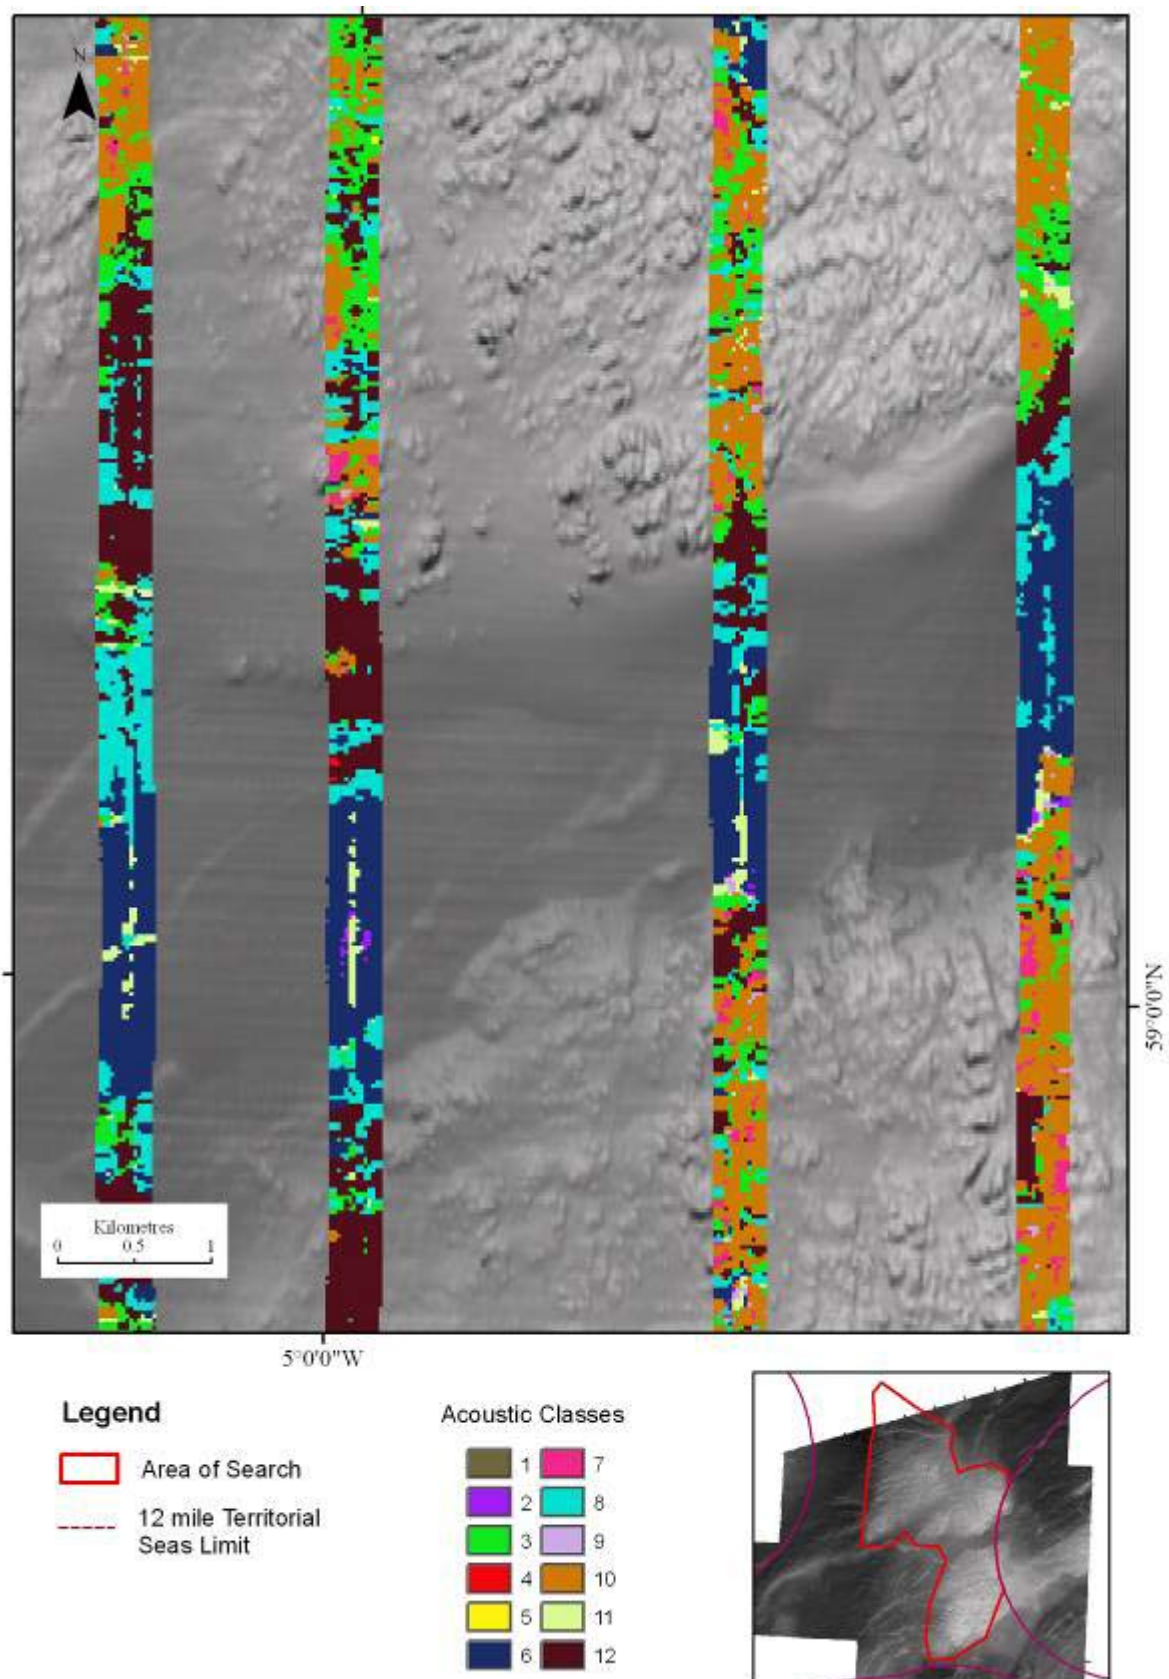 N
59°0'0"N
Kilometres
0 0.5 1
5°0'0"W
Legend
Area of Search
12 mile Territorial
Seas Limit
Acoustic Classes
1 7
2 8
3 9
4 10
5 11
6 12